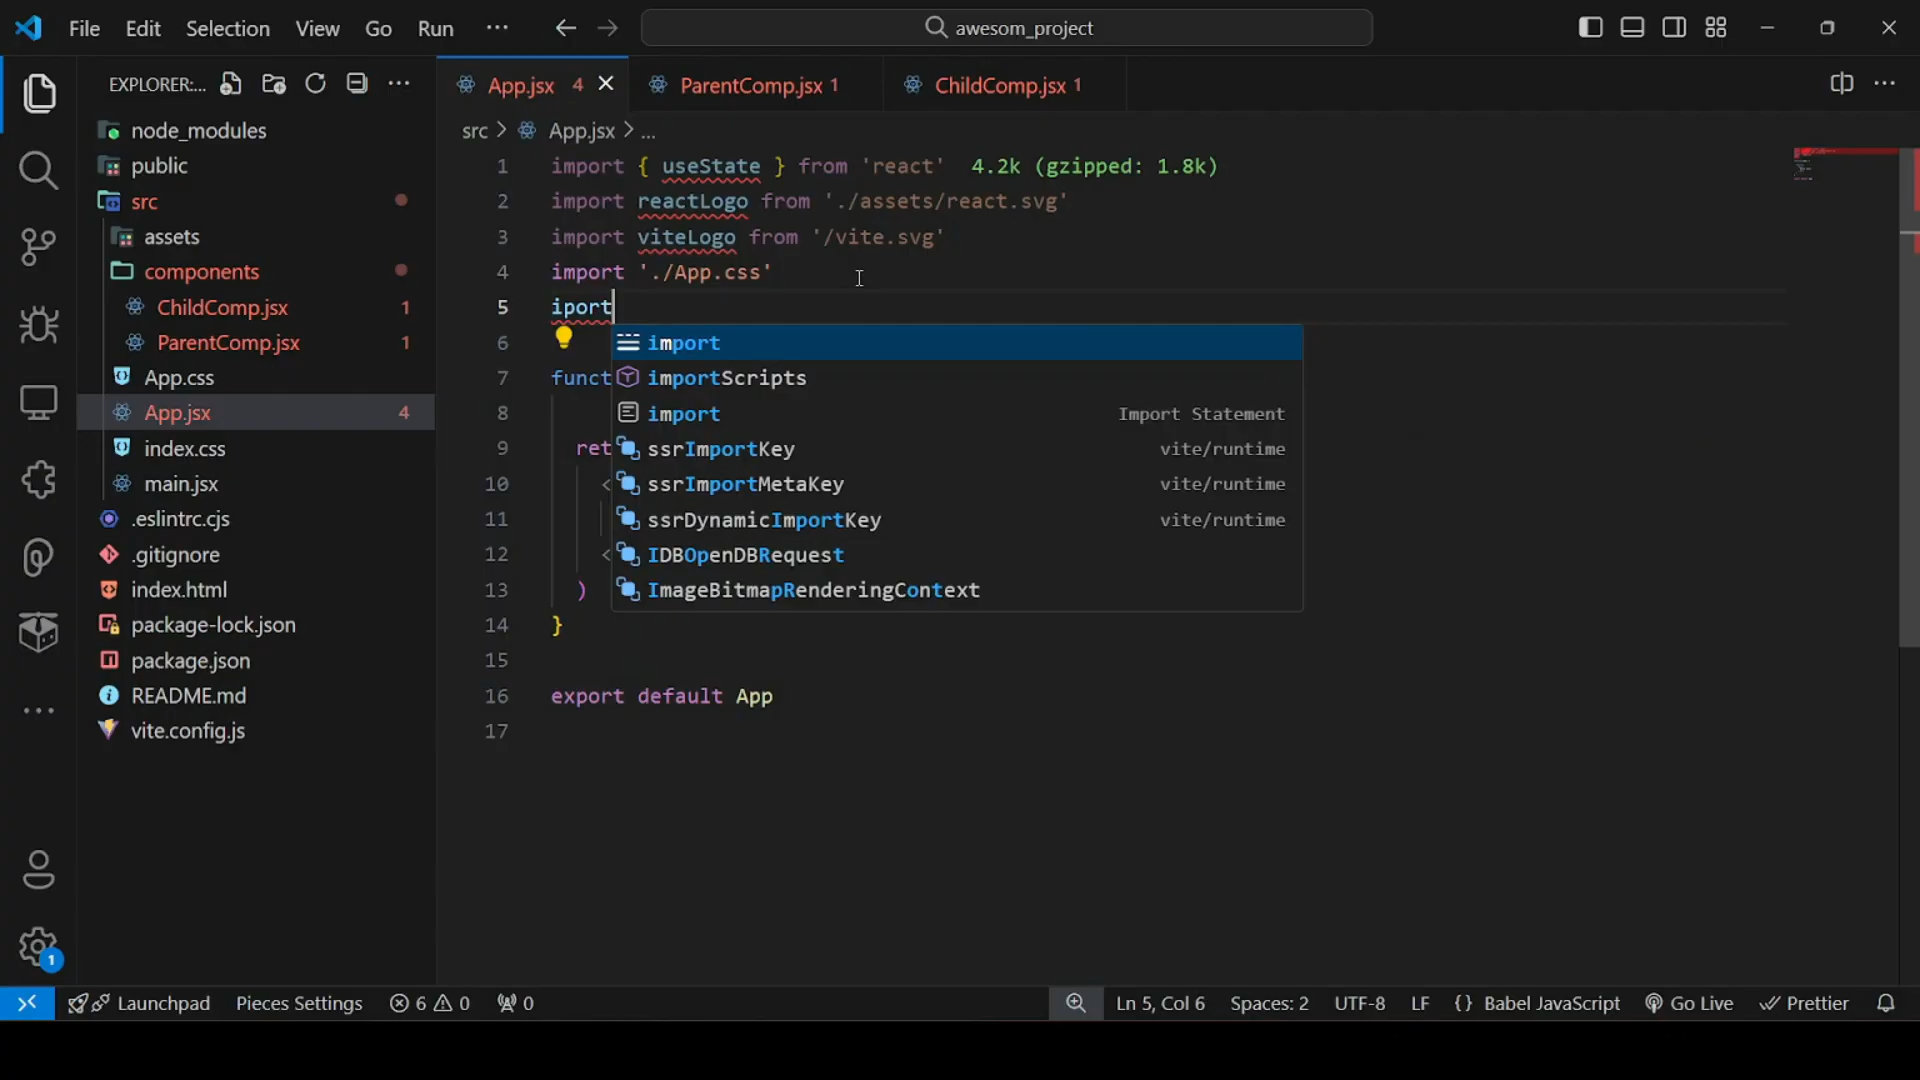 File Edit Selection View Go Run ··· awesom_project
EXPLORER:... ···
App.jsx 4 ParentComp.jsx 1 ChildComp.jsx 1 ···
src > App.jsx > ...
node_modules
public
src
assets
components
ChildComp.jsx 1
ParentComp.jsx 1
App.css
App.jsx 4
index.css
main.jsx
.eslintrc.cjs
.gitignore
index.html
package-lock.json
package.json
README.md
vite.config.js
1 import { useState } from 'react' 4.2k (gzipped: 1.8k)
2 import reactLogo from './assets/react.svg'
3 import viteLogo from '/vite.svg'
4 import './App.css'
5 iport
6
7 funct
8
9 ret
10 <
11
12 <
13 )
14 }
15
16 export default App
17
import
importScripts
import Import Statement
ssrImportKey vite/runtime
ssrImportMetaKey vite/runtime
ssrDynamicImportKey vite/runtime
IDBOpenDBRequest
ImageBitmapRenderingContext
1
Launchpad Pieces Settings 6 0 0 Ln 5, Col 6 Spaces: 2 UTF-8 LF {} Babel JavaScript Go Live Prettier